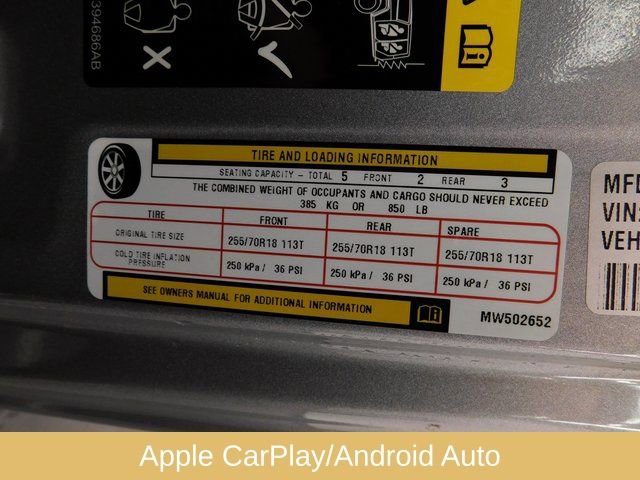 394686AB
TIRE AND LOADING INFORMATION
SEATING CAPACITY - TOTAL 5 FRONT 2 REAR 3
THE COMBINED WEIGHT OF OCCUPANTS AND CARGO SHOULD NEVER EXCEED
385 KG OR 850 LB
TIRE FRONT REAR SPARE
ORIGINAL TIRE SIZE 255/70R18 113T 255/70R18 113T 255/70R18 113T
COLD TIRE INFLATION PRESSURE 250 kPa / 36 PSI 250 kPa / 36 PSI 250 kPa / 36 PSI
SEE OWNERS MANUAL FOR ADDITIONAL INFORMATION
MW502652
VIN:
VEH
Apple CarPlay/Android Auto